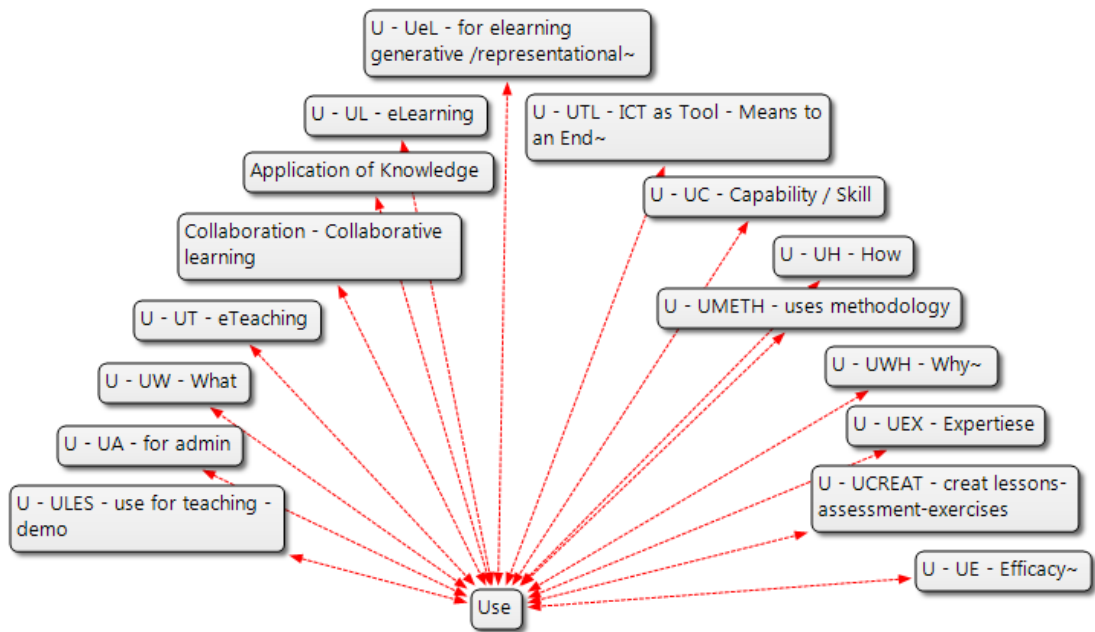 U - UeL - for elearning
generative /representational~
U - UL - eLearning
U - UTL - ICT as Tool - Means to
an End~
Application of Knowledge
U - UC - Capability / Skill
Collaboration - Collaborative
learning
U - UH - How
U - UMETH - uses methodology
U - UT - eTeaching
U - UWH - Why~
U - UW - What
U - UEX - Expertiese
U - UA - for admin
U - UCREAT - creat lessons-
assessment-exercises
U - ULES - use for teaching -
demo
U - UE - Efficacy~
Use